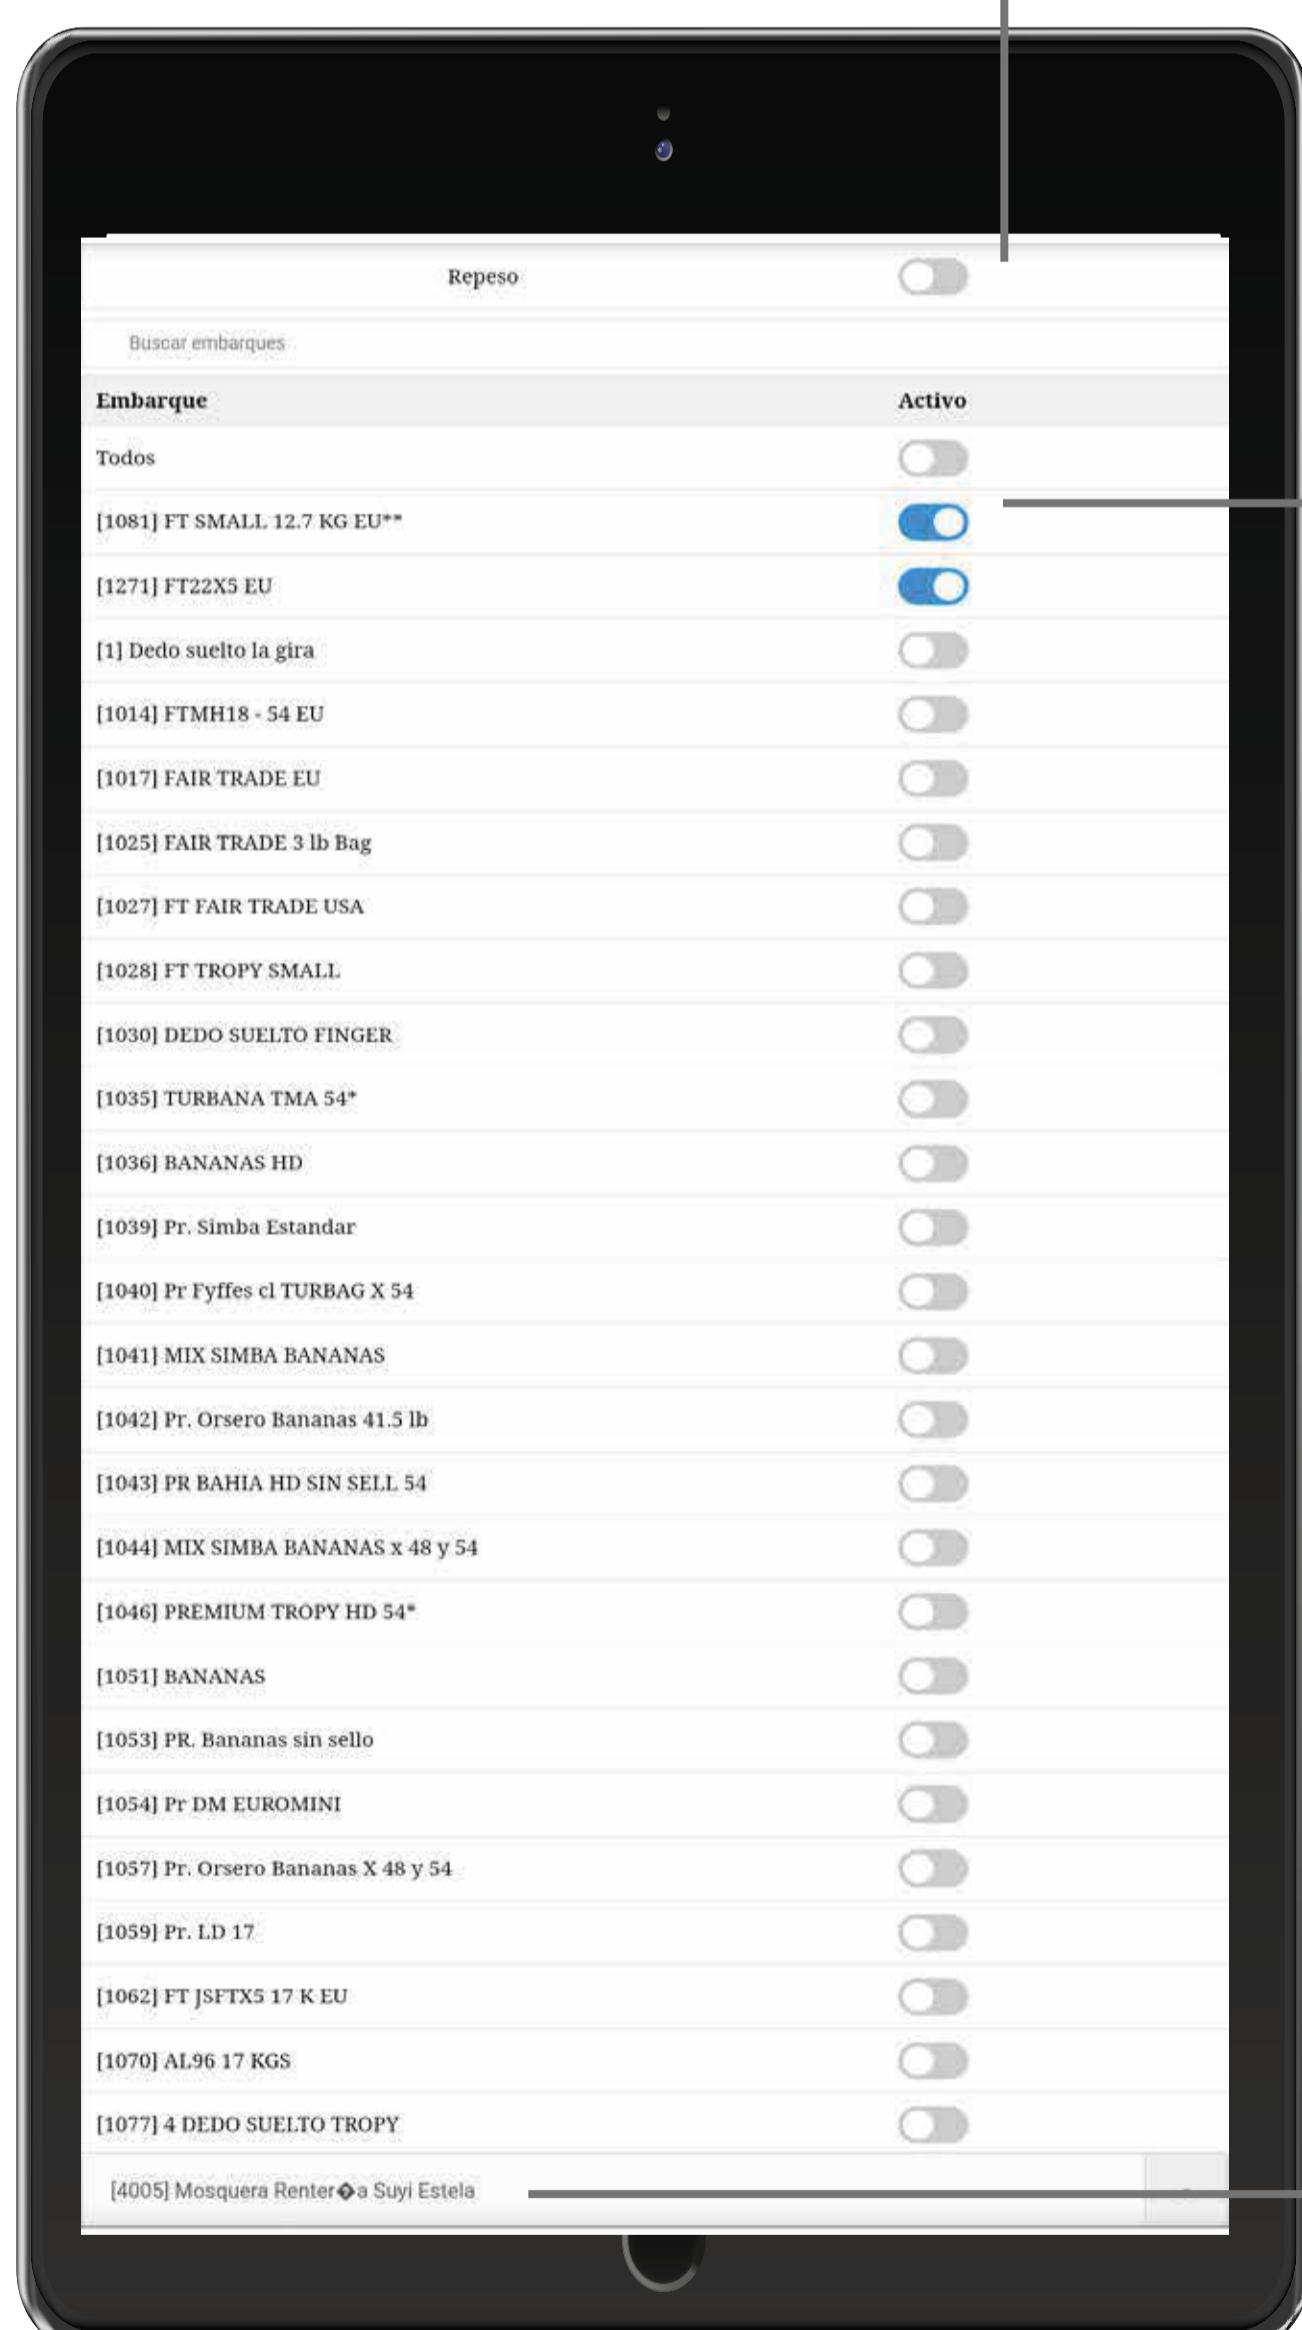 Repeso
Buscar embarques
Embarque Activo
Todos
[1081] FT SMALL 12.7 KG EU**
[1271] FT22X5 EU
[1] Dedo suelto la gira
[1014] FTMH18 - 54 EU
[1017] FAIR TRADE EU
[1025] FAIR TRADE 3 lb Bag
[1027] FT FAIR TRADE USA
[1028] FT TROPY SMALL
[1030] DEDO SUELTO FINGER
[1035] TURBANA TMA 54*
[1036] BANANAS HD
[1039] Pr. Simba Estandar
[1040] Pr Fyffes cl TURBAG X 54
[1041] MIX SIMBA BANANAS
[1042] Pr. Orsero Bananas 41.5 lb
[1043] PR BAHIA HD SIN SELL 54
[1044] MIX SIMBA BANANAS x 48 y 54
[1046] PREMIUM TROPY HD 54*
[1051] BANANAS
[1053] PR. Bananas sin sello
[1054] Pr DM EUROMINI
[1057] Pr. Orsero Bananas X 48 y 54
[1059] Pr. LD 17
[1062] FT JSFTX5 17 K EU
[1070] AL96 17 KGS
[1077] 4 DEDO SUELTO TROPY
[4005] Mosquera Renter�a Suyi Estela